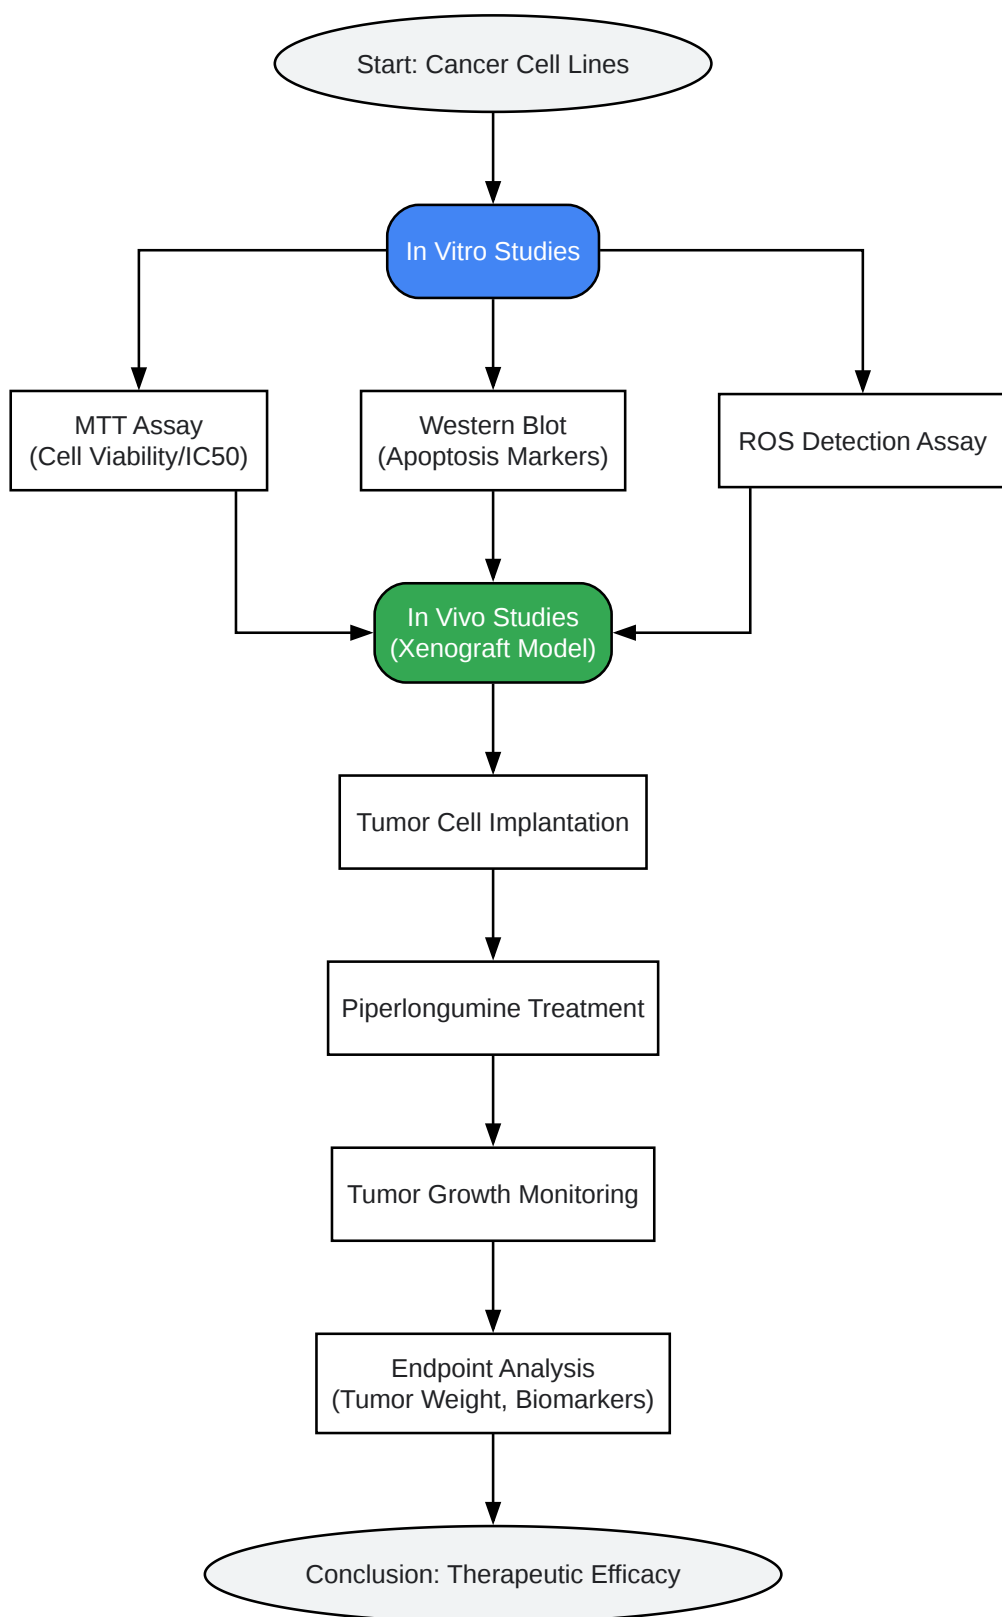 Start: Cancer Cell Lines
In Vitro Studies
MTT Assay
(Cell Viability/IC50)
Western Blot
(Apoptosis Markers)
ROS Detection Assay
In Vivo Studies
(Xenograft Model)
Tumor Cell Implantation
Piperlongumine Treatment
Tumor Growth Monitoring
Endpoint Analysis
(Tumor Weight, Biomarkers)
Conclusion: Therapeutic Efficacy